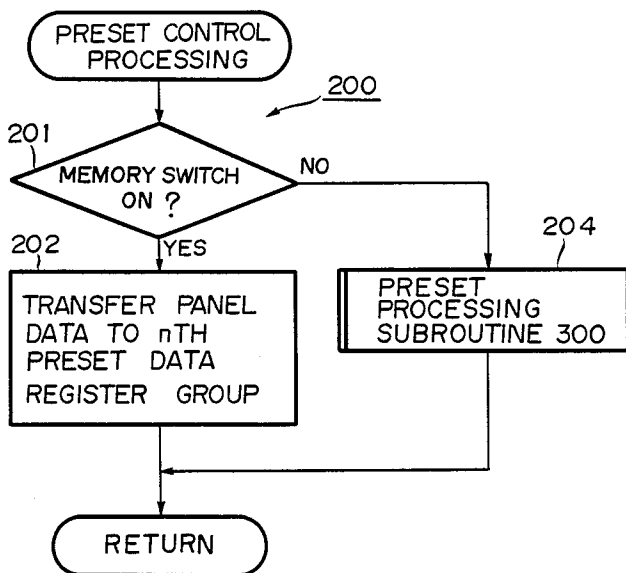 PRESET CONTROL
PROCESSING
200
201
MEMORY SWITCH
ON ?
NO
YES
202
TRANSFER PANEL
DATA TO nTH
PRESET DATA
REGISTER GROUP
204
PRESET
PROCESSING
SUBROUTINE 300
RETURN